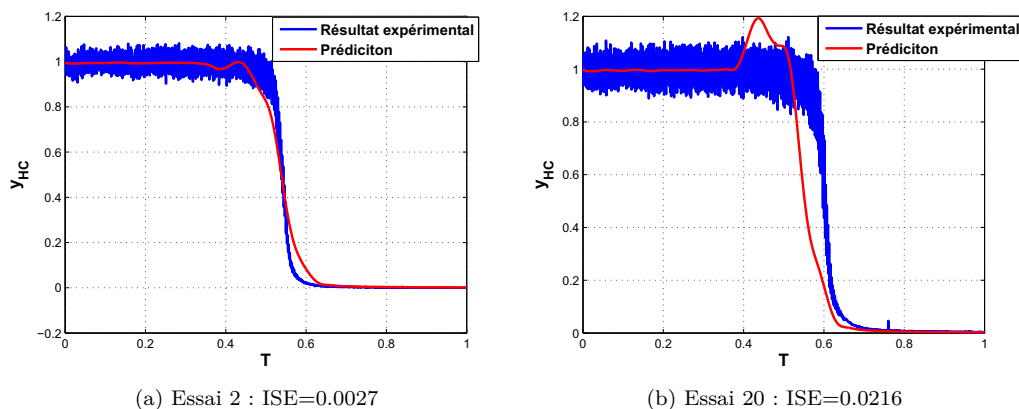 1.2
1
0.8
0.6
0.4
0.2
0
−0.2
0 0.2 0.4 0.6 0.8 1
y_HC
T
Résultat expérimental
Prédiciton
(a) Essai 2 : ISE=0.0027
1.2
1
0.8
0.6
0.4
0.2
0
0 0.2 0.4 0.6 0.8 1
y_HC
T
Résultat expérimental
Prédiciton
(b) Essai 20 : ISE=0.0216